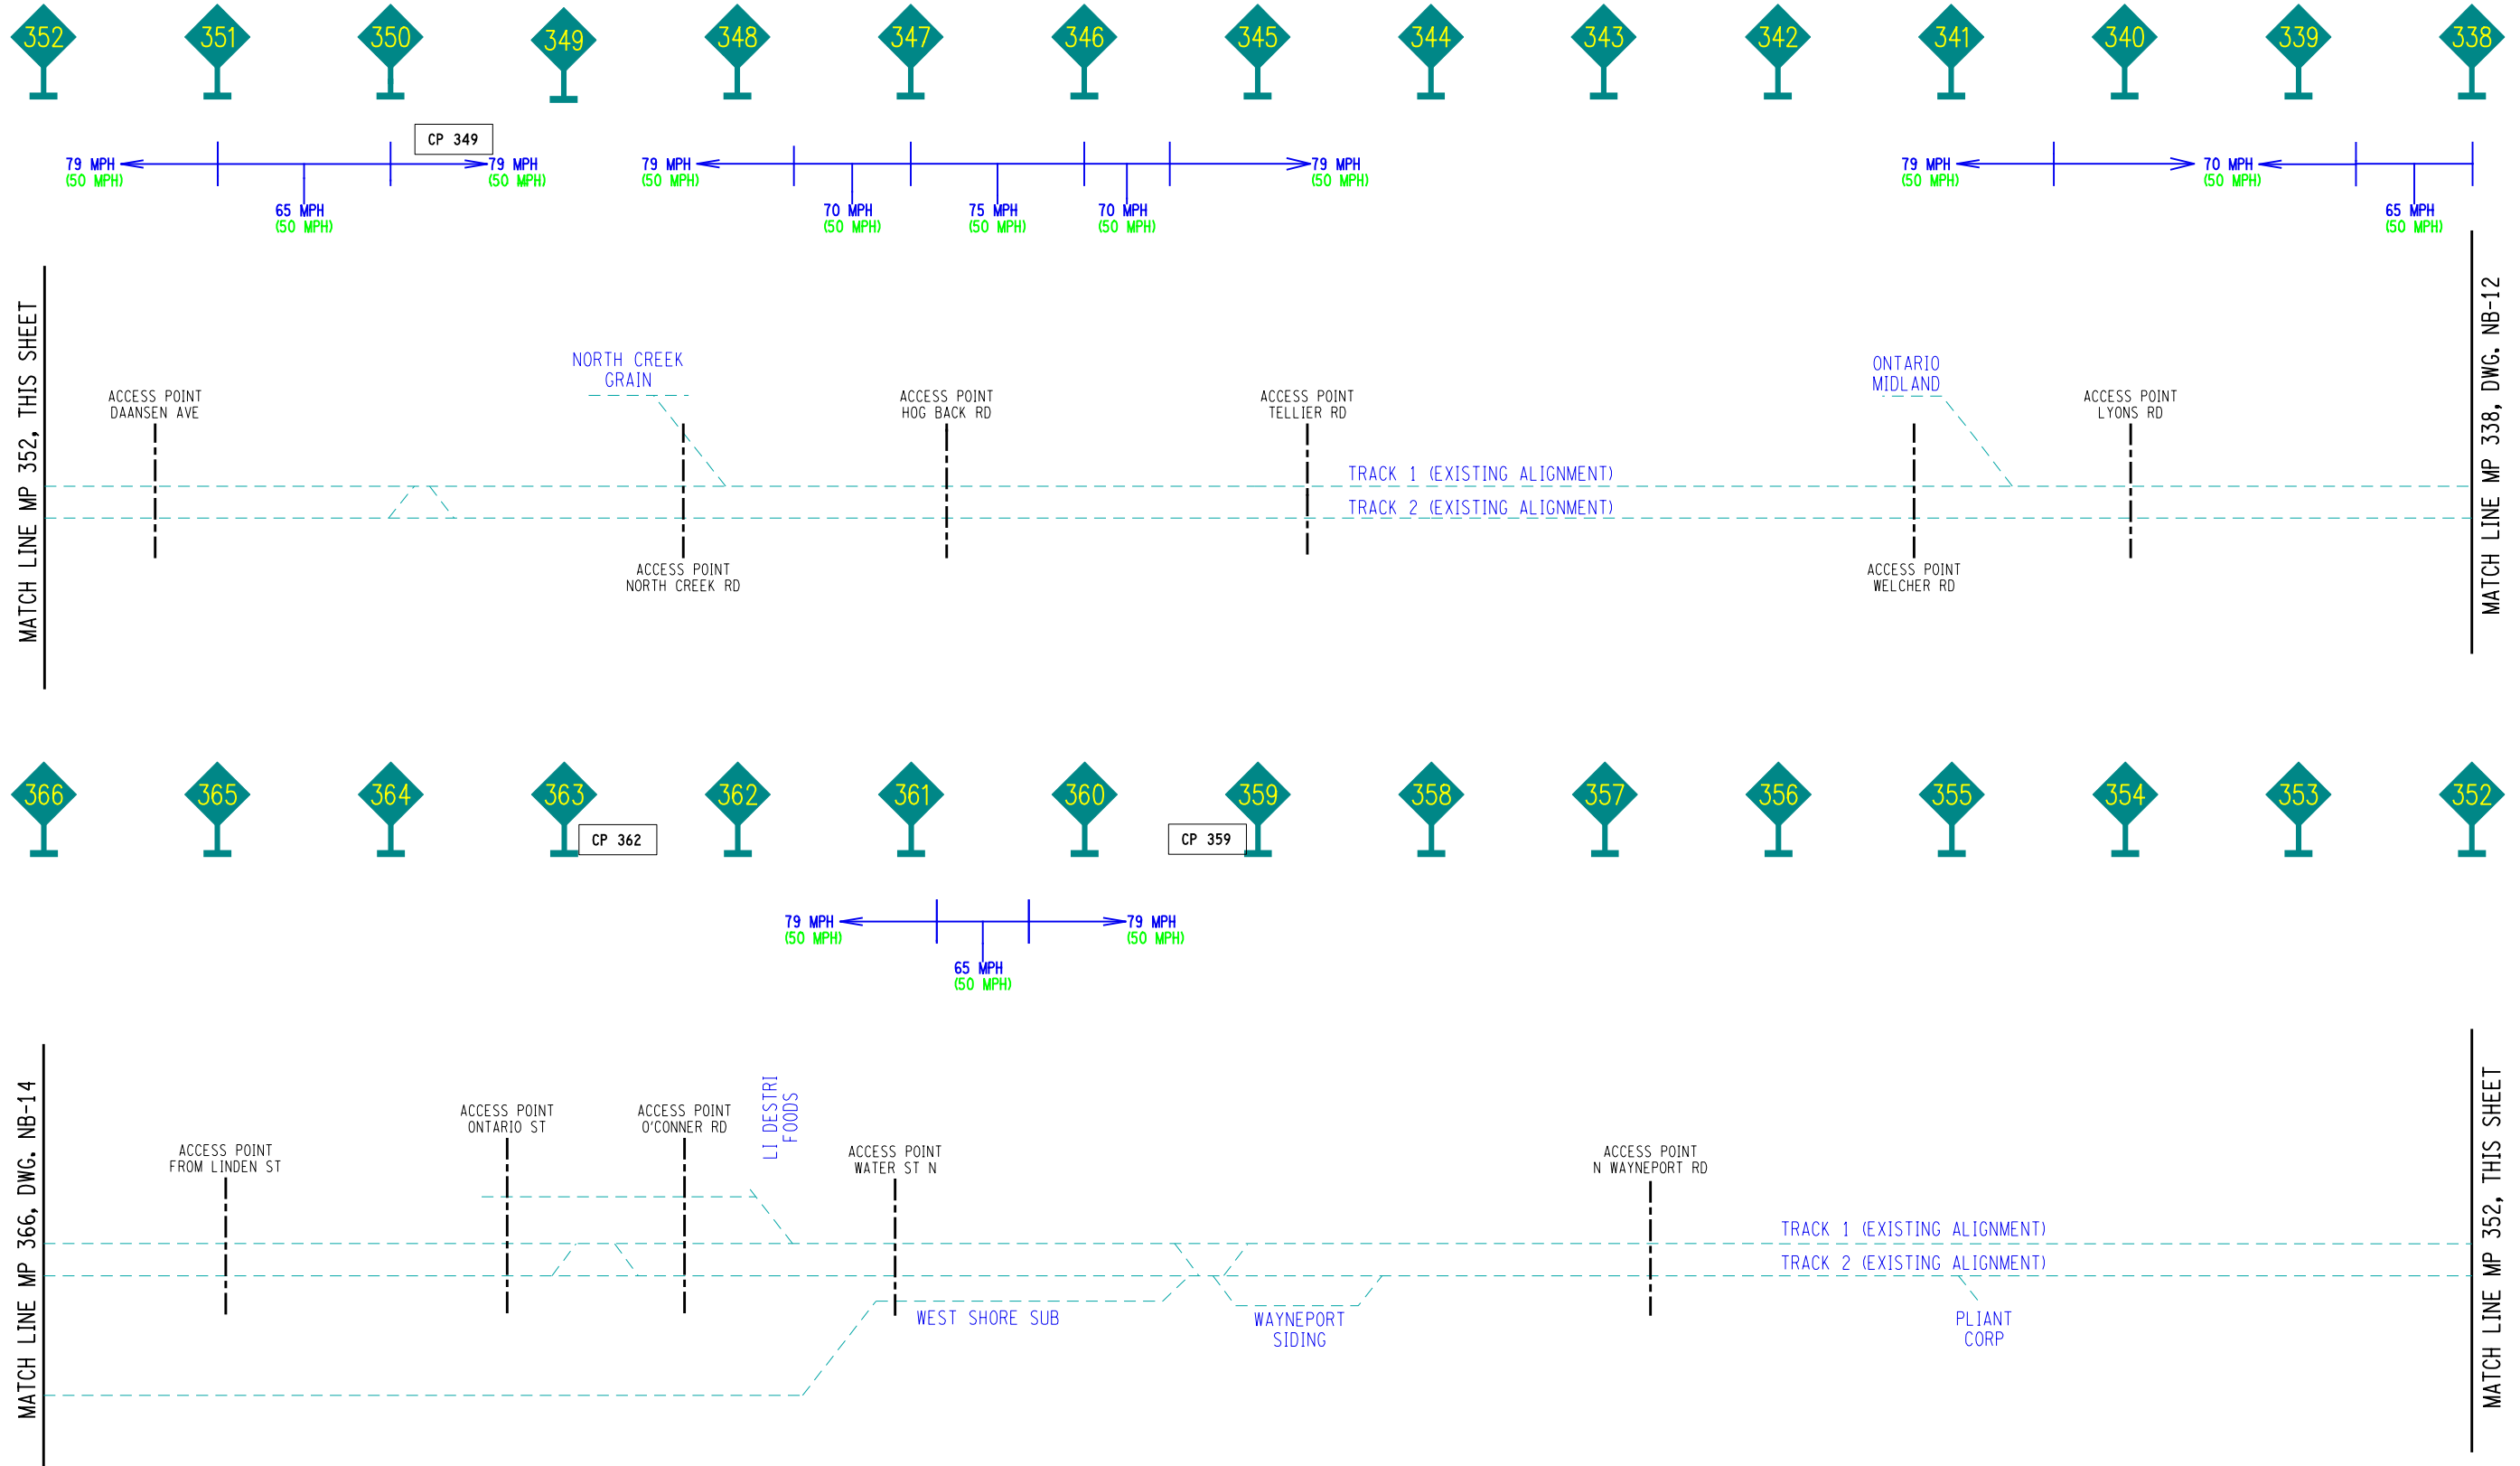 352 351 350 349 348 347 346 345 344 343 342 341 340 339 338
CP 349
79 MPH
(50 MPH)
65 MPH
(50 MPH)
79 MPH
(50 MPH)
79 MPH
(50 MPH)
70 MPH
(50 MPH)
75 MPH
(50 MPH)
70 MPH
(50 MPH)
79 MPH
(50 MPH)
79 MPH
(50 MPH)
70 MPH
(50 MPH)
65 MPH
(50 MPH)
MATCH LINE MP 352, THIS SHEET
ACCESS POINT
DAANSEN AVE
NORTH CREEK
GRAIN
ACCESS POINT
NORTH CREEK RD
ACCESS POINT
HOG BACK RD
ACCESS POINT
TELLIER RD
TRACK 1 (EXISTING ALIGNMENT)
TRACK 2 (EXISTING ALIGNMENT)
ONTARIO
MIDLAND
ACCESS POINT
WELCHER RD
ACCESS POINT
LYONS RD
MATCH LINE MP 338, DWG. NB-12
366 365 364 363 362 361 360 359 358 357 356 355 354 353 352
CP 362
CP 359
79 MPH
(50 MPH)
65 MPH
(50 MPH)
79 MPH
(50 MPH)
MATCH LINE MP 366, DWG. NB-14
ACCESS POINT
FROM LINDEN ST
ACCESS POINT
ONTARIO ST
ACCESS POINT
O'CONNER RD
LI DESTRI
FOODS
ACCESS POINT
WATER ST N
WEST SHORE SUB
WAYNEPORT
SIDING
ACCESS POINT
N WAYNEPORT RD
TRACK 1 (EXISTING ALIGNMENT)
TRACK 2 (EXISTING ALIGNMENT)
PLIANT
CORP
MATCH LINE MP 352, THIS SHEET